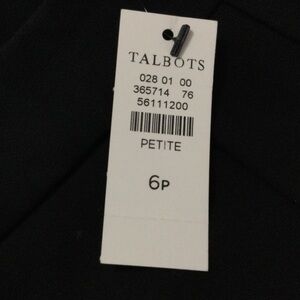 TALBOTS
028 01 00
365714 76
56111200
PETITE
6P